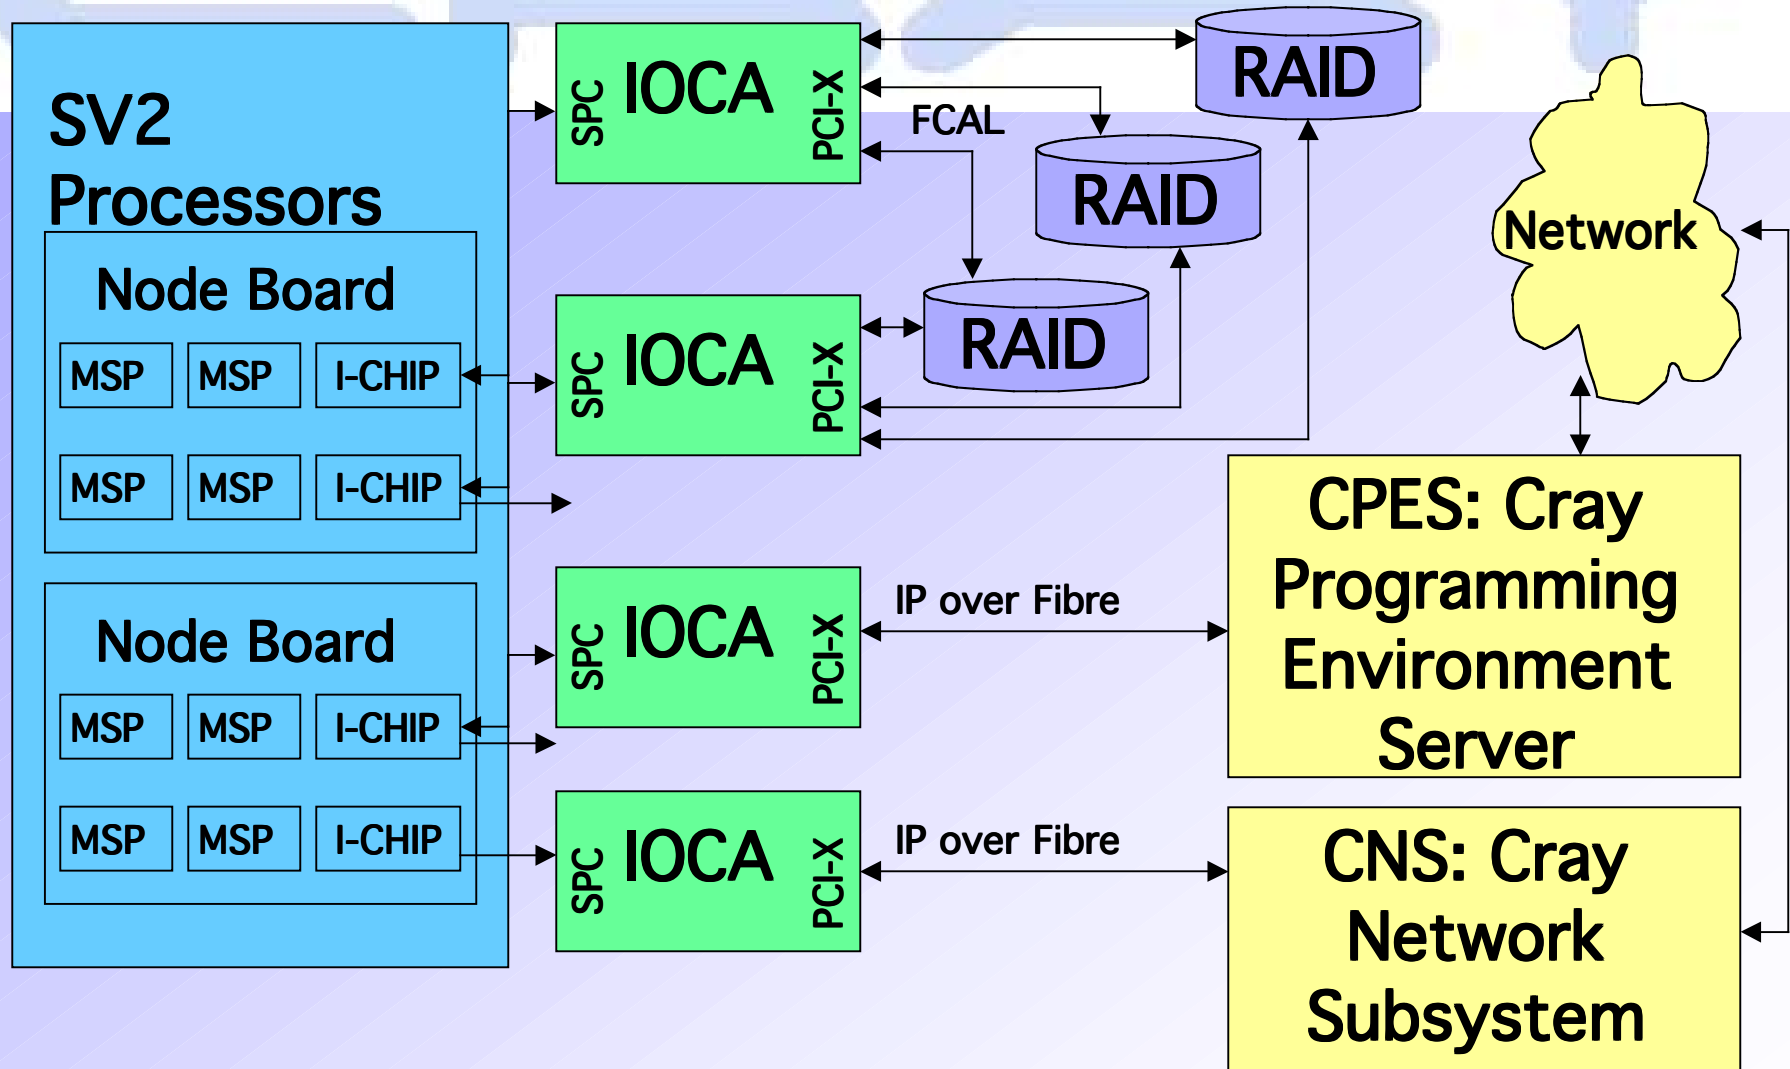 SV2
Processors
Node Board
MSP MSP I-CHIP
MSP MSP I-CHIP
Node Board
MSP MSP I-CHIP
MSP MSP I-CHIP
SPC IOCA PCI-X
SPC IOCA PCI-X
SPC IOCA PCI-X
SPC IOCA PCI-X
FCAL
RAID
RAID
RAID
IP over Fibre
IP over Fibre
Network
CPES: Cray
Programming
Environment
Server
CNS: Cray
Network
Subsystem